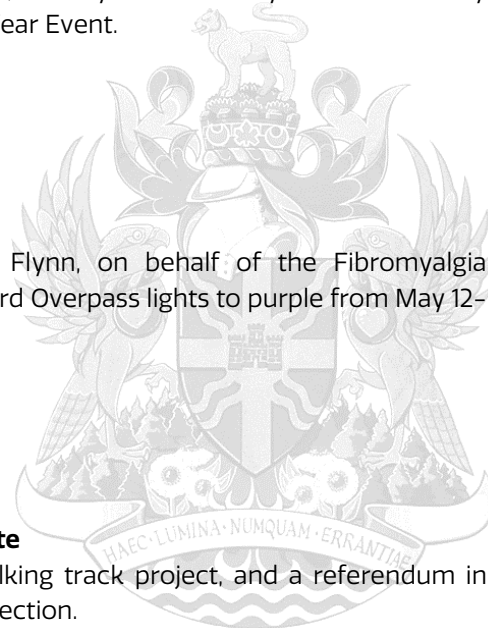 ear Event.
Flynn, on behalf of the Fibromyalgia
rd Overpass lights to purple from May 12-
te
HAEC·LUMINA·NUMQUAM·ERRANTIAE
lking track project, and a referendum in
ection.